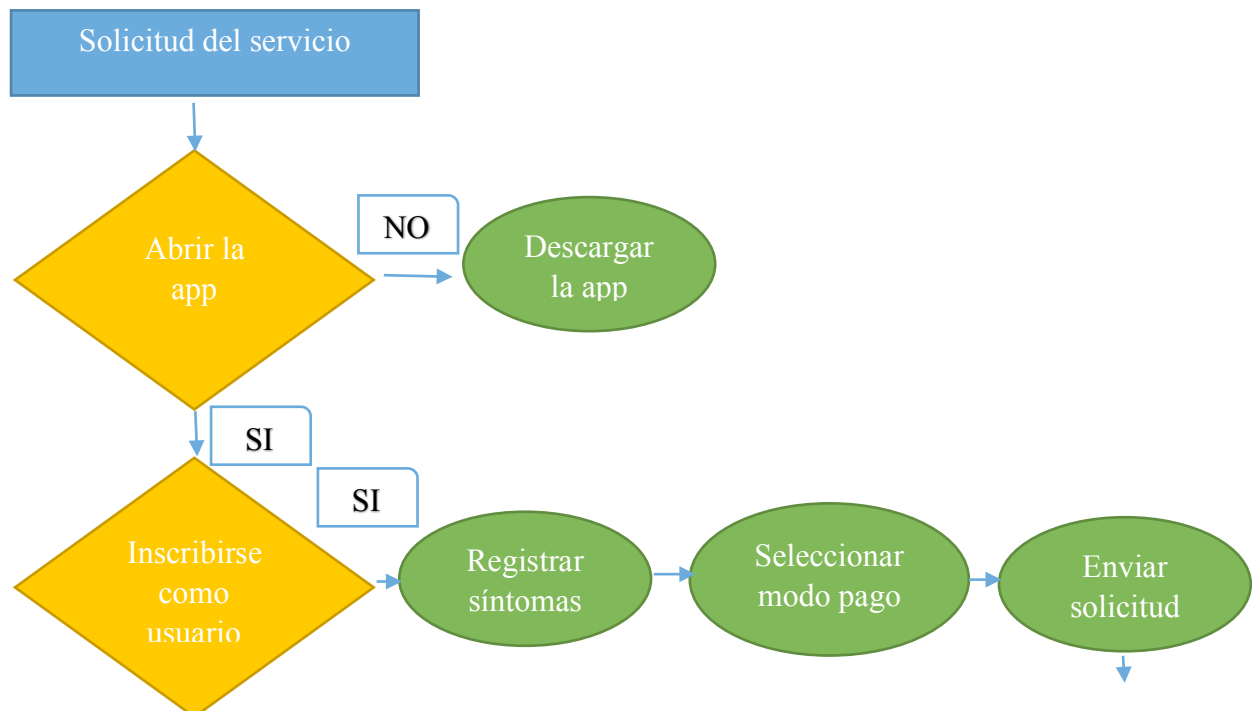 Solicitud del servicio
NO
Abrir la
app
Descargar
la app
SI
SI
Inscribirse
como
usuario
Registrar
síntomas
Seleccionar
modo pago
Enviar
solicitud